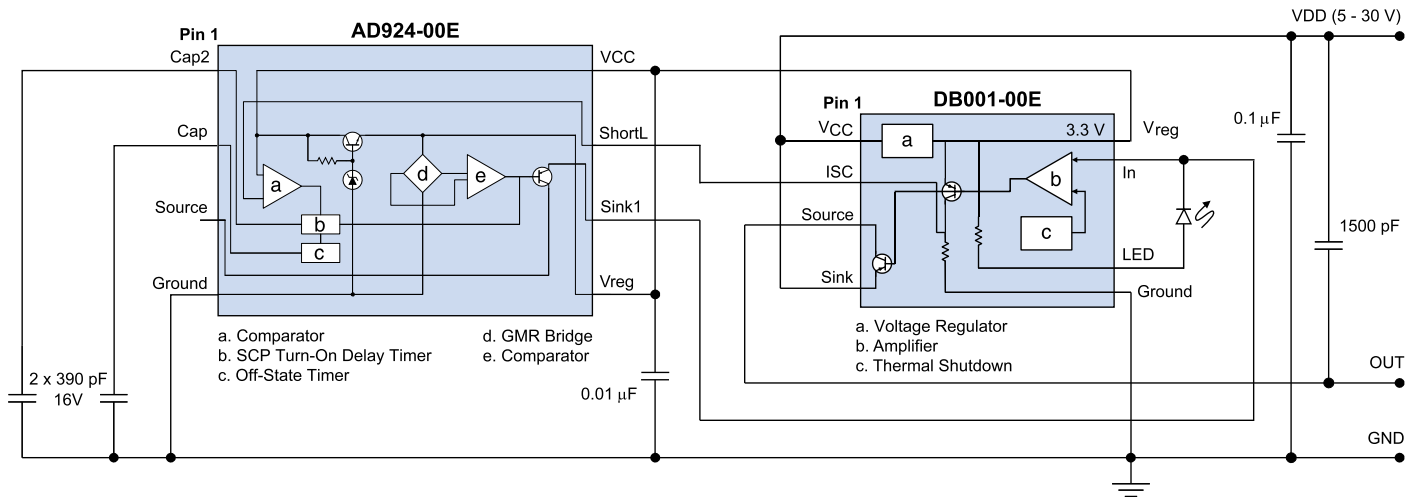 VDD (5 - 30 V)
AD924-00E
Pin 1
Cap2
VCC
DB001-00E
Pin 1
VCC
a
3.3 V
Vreg
0.1 µF
Cap
ShortL
ISC
In
a
d
e
b
Source
Sink1
Source
b
c
c
1500 pF
LED
Ground
Vreg
Sink
Ground
a. Comparator
b. SCP Turn-On Delay Timer
c. Off-State Timer
d. GMR Bridge
e. Comparator
a. Voltage Regulator
b. Amplifier
c. Thermal Shutdown
2 x 390 pF
16V
0.01 µF
OUT
GND